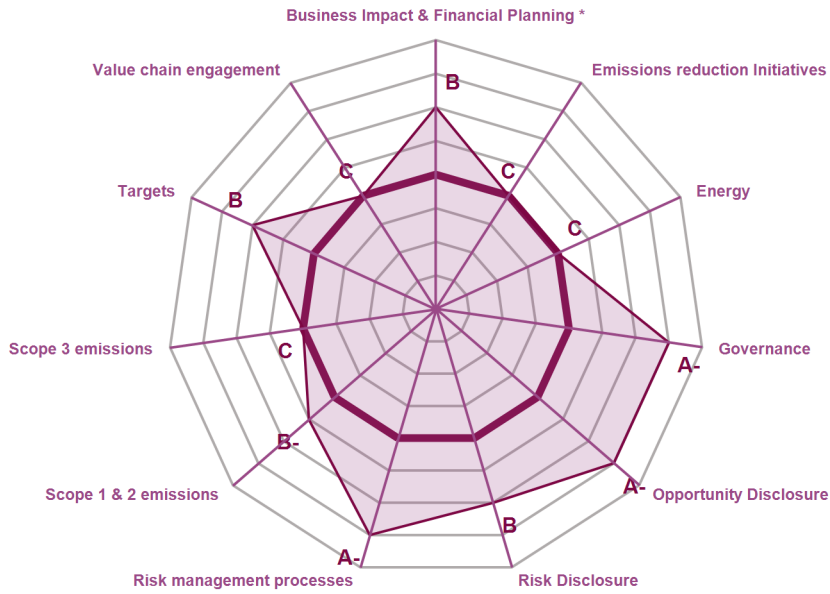 Business Impact & Financial Planning *
Value chain engagement
Emissions reduction Initiatives
B
C
C
Targets
B
Energy
C
Scope 3 emissions
C
Governance
A-
B-
Scope 1 & 2 emissions
A-
Opportunity Disclosure
B
A-
Risk management processes
Risk Disclosure